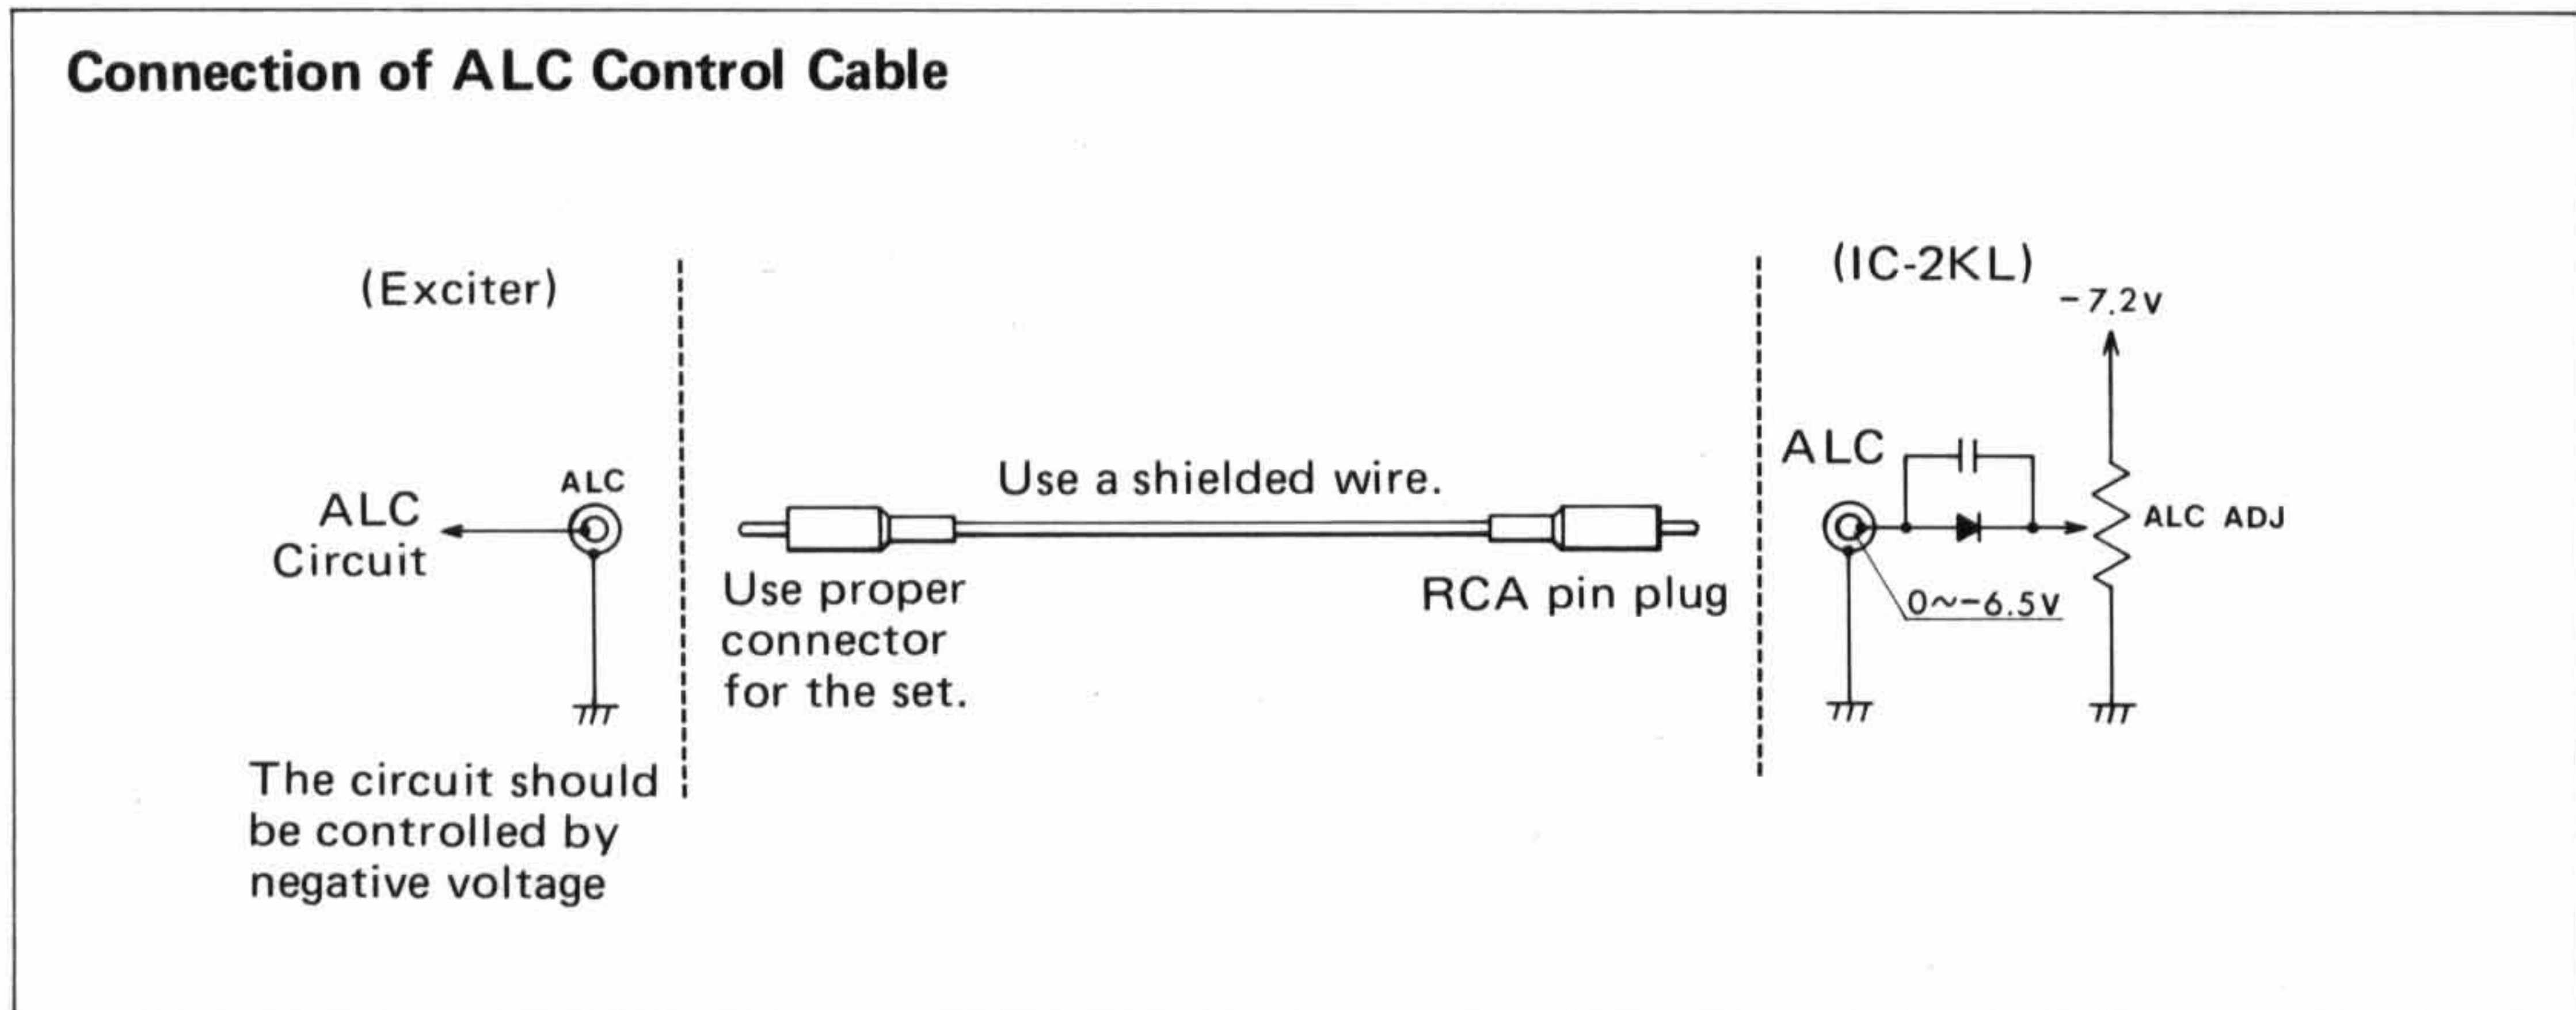 Connection of ALC Control Cable
(Exciter)
(IC-2KL)
-7.2v
ALC
Circuit
ALC
Use a shielded wire.
Use proper
connector
for the set.
RCA pin plug
ALC
ALC ADJ
0~-6.5v
The circuit should
be controlled by
negative voltage